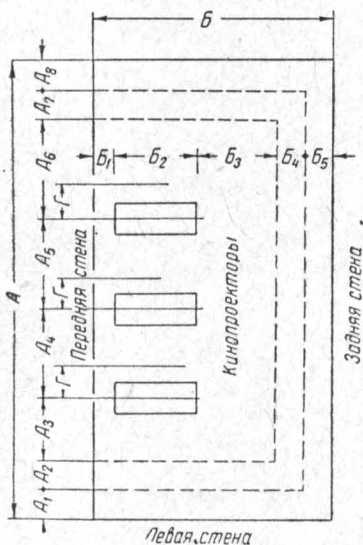 Б
А
А₈
А₇
А₆
А₅
А₄
А₃
А₂
А₁
Г
Г
Г
Б₁
Б₂
Б₃
Б₄
Б₅
Передняя стена
Кинопроекторы
Задняя стена
Левая стена